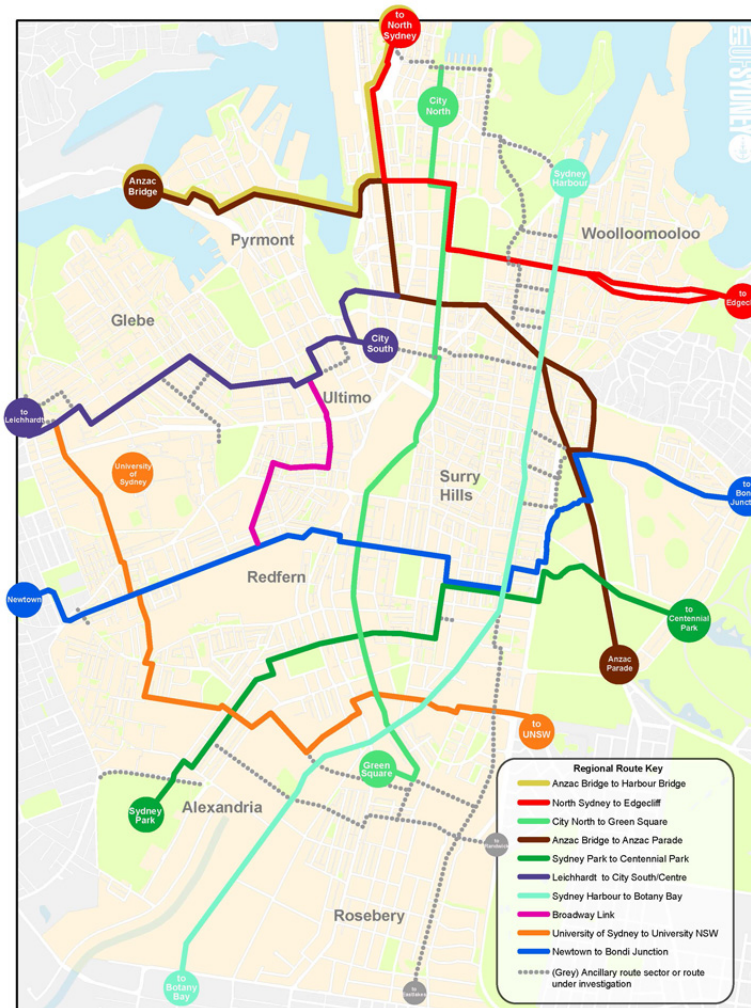 to
North
Sydney
CITY OF SYDNEY
City
North
Sydney
Harbour
Anzac
Bridge
Pyrmont
Woolloomooloo
to
Edgecl
Glebe
City
South
to
Leichhardt
Ultimo
University
of
Sydney
Surry
Hills
to
Bon
Junct
Redfern
Newtown
to
Centennial
Park
Anzac
Parade
to
UNSW
Green
Square
Sydney
Park
Alexandria
Rosebery
to
Botany
Bay
to
to
Regional Route Key
Anzac Bridge to Harbour Bridge
North Sydney to Edgecliff
City North to Green Square
Anzac Bridge to Anzac Parade
Sydney Park to Centennial Park
Leichhardt to City South/Centre
Sydney Harbour to Botany Bay
Broadway Link
University of Sydney to University NSW
Newtown to Bondi Junction
(Grey) Ancillary route sector or route
under investigation